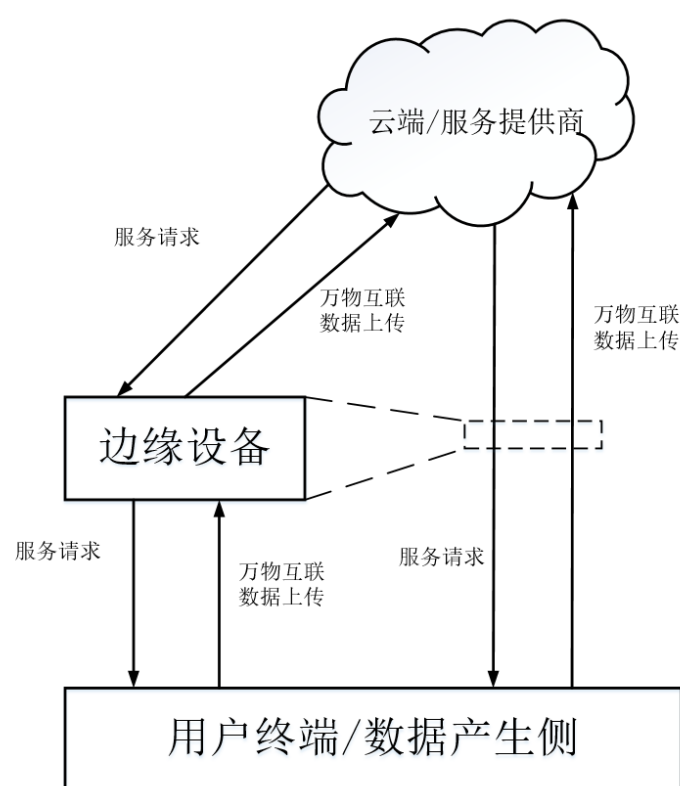 云端/服务提供商
服务请求
万物互联
数据上传
万物互联
数据上传
边缘设备
服务请求
万物互联
数据上传
服务请求
用户终端/数据产生侧